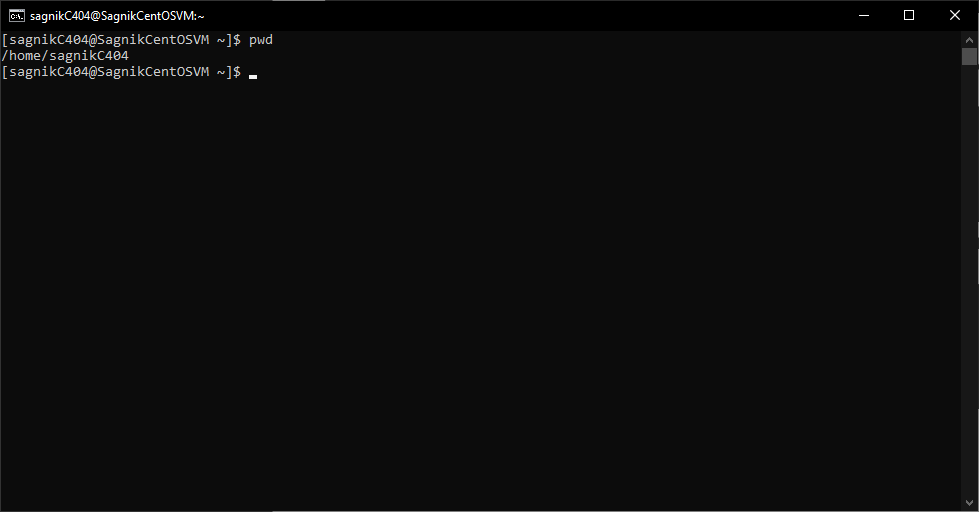 sagnikC404@SagnikCentOSVM:~
[sagnikC404@SagnikCentOSVM ~]$ pwd
/home/sagnikC404
[sagnikC404@SagnikCentOSVM ~]$